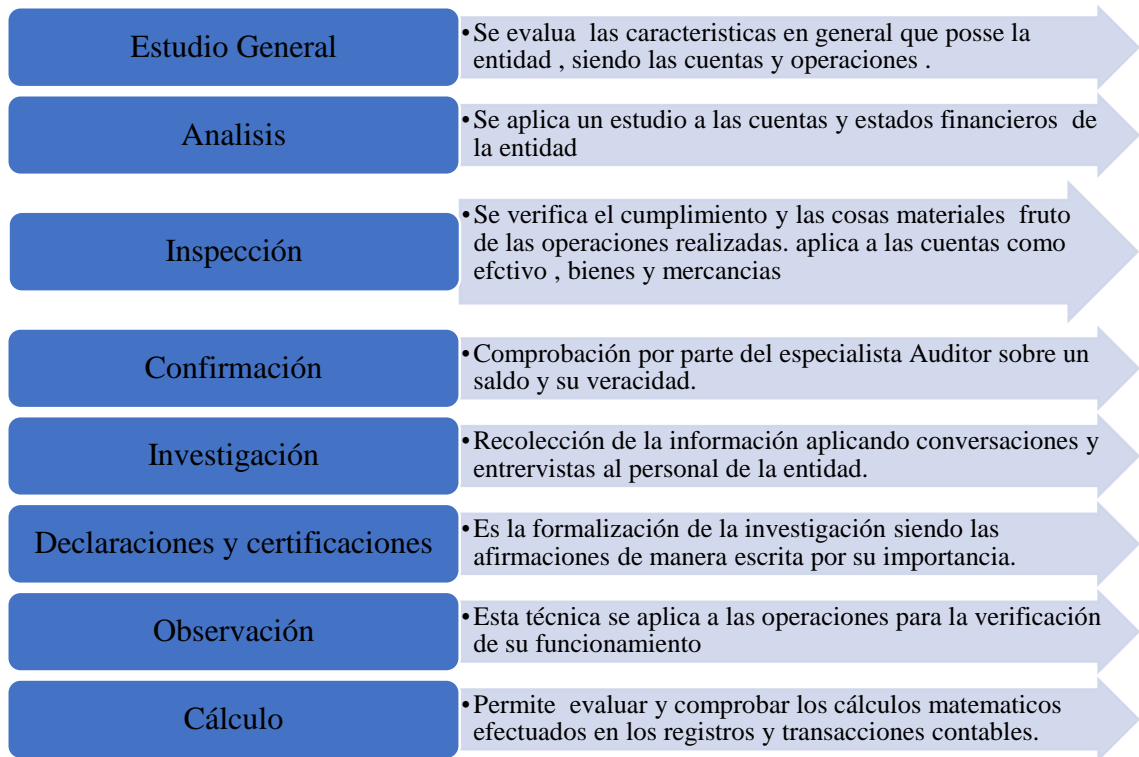 Estudio General
•Se evalua las caracteristicas en general que posse la
entidad , siendo las cuentas y operaciones .
Analisis
•Se aplica un estudio a las cuentas y estados financieros de
la entidad
Inspección
•Se verifica el cumplimiento y las cosas materiales fruto
de las operaciones realizadas. aplica a las cuentas como
efctivo , bienes y mercancias
Confirmación
•Comprobación por parte del especialista Auditor sobre un
saldo y su veracidad.
Investigación
•Recolección de la información aplicando conversaciones y
entrervistas al personal de la entidad.
Declaraciones y certificaciones
•Es la formalización de la investigación siendo las
afirmaciones de manera escrita por su importancia.
Observación
•Esta técnica se aplica a las operaciones para la verificación
de su funcionamiento
Cálculo
•Permite evaluar y comprobar los cálculos matematicos
efectuados en los registros y transacciones contables.